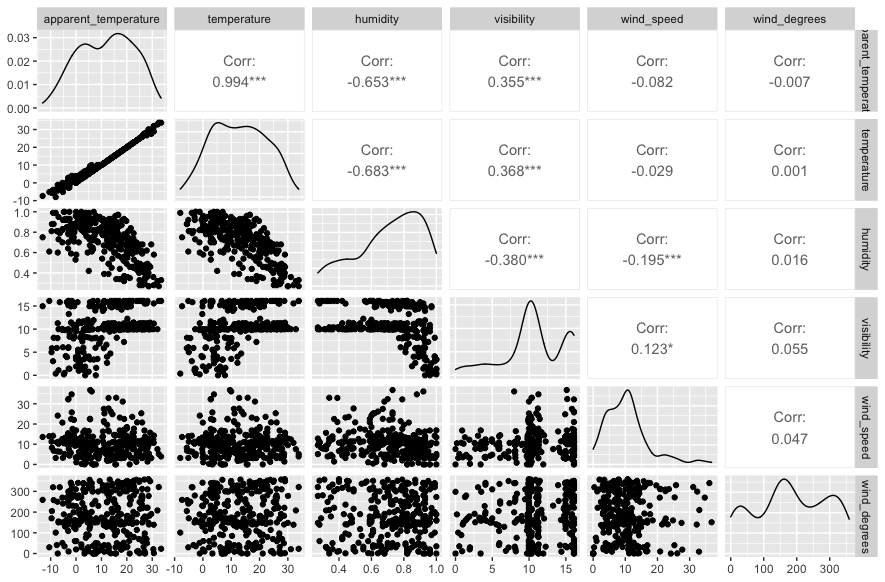 apparent_temperature temperature humidity visibility wind_speed wind_degrees
0.03
0.02
0.01
0.00
Corr:
0.994***
Corr:
-0.653***
Corr:
0.355***
Corr:
-0.082
Corr:
-0.007
parent_temperat
30
20
10
0
-10
Corr:
-0.683***
Corr:
0.368***
Corr:
-0.029
Corr:
0.001
temperature
1.0
0.8
0.6
0.4
Corr:
-0.380***
Corr:
-0.195***
Corr:
0.016
humidity
15
10
5
0
Corr:
0.123*
Corr:
0.055
visibility
30
20
10
0
Corr:
0.047
wind_speed
300
200
100
0
wind_degrees
-10 0 10 20 30 -10 0 10 20 30 0.4 0.6 0.8 1.0 0 5 10 15 0 10 20 30 0 100 200 300